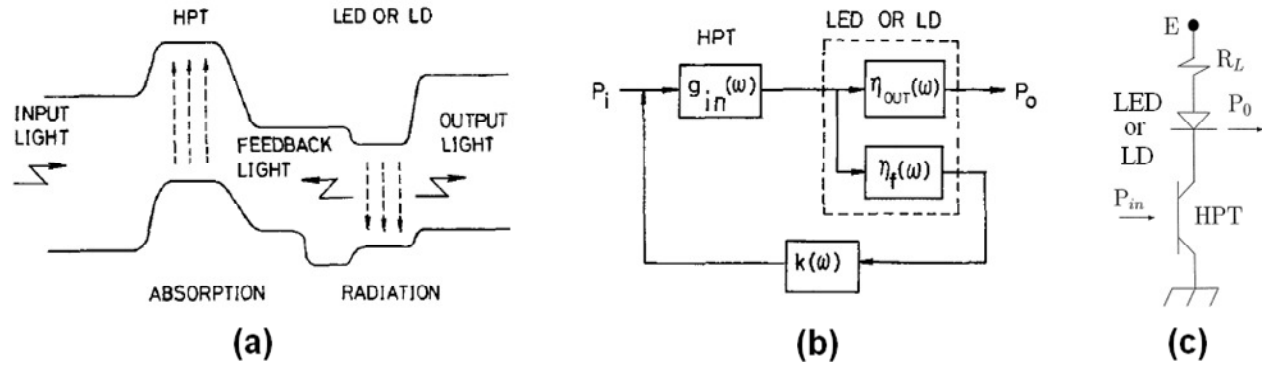 HPT
LED OR LD
INPUT
LIGHT
FEEDBACK
LIGHT
OUTPUT
LIGHT
ABSORPTION
RADIATION
(a)
LED OR LD
HPT
P_i
g_in(ω)
η_OUT(ω)
P_o
η_f(ω)
k(ω)
(b)
E
R_L
LED
or
LD
P_0
P_in
HPT
(c)